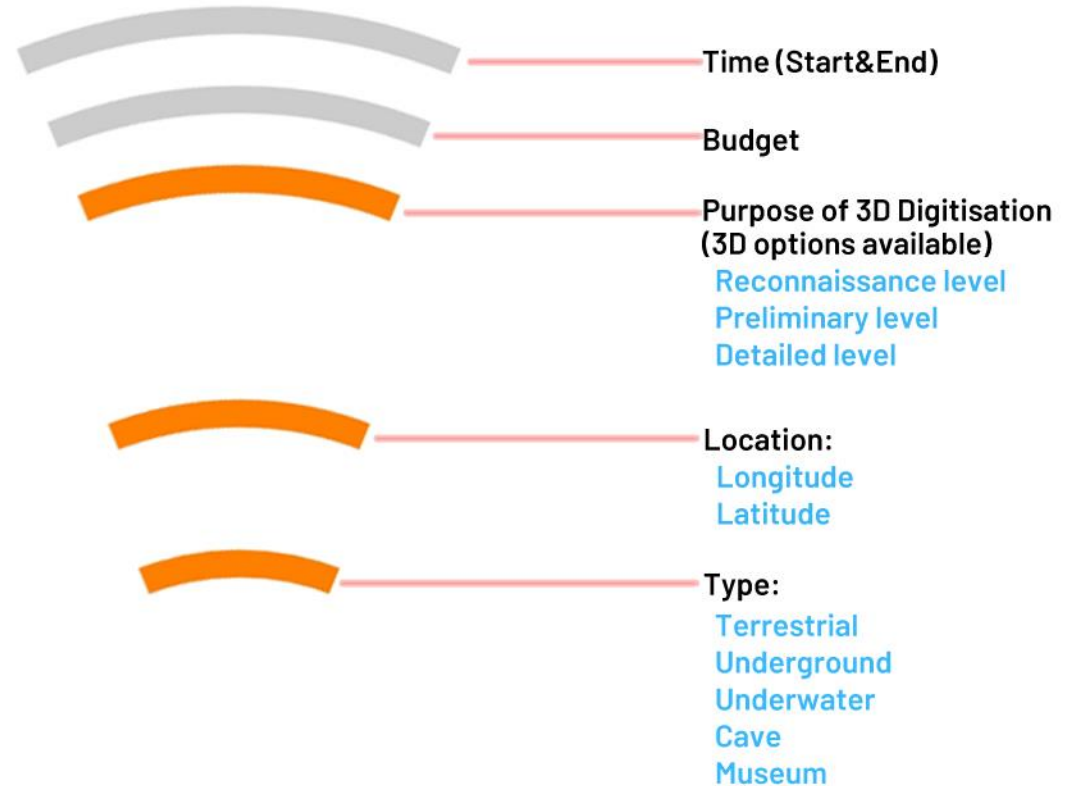 Time (Start&End)
Budget
Purpose of 3D Digitisation
(3D options available)
Reconnaissance level
Preliminary level
Detailed level
Location:
Longitude
Latitude
Type:
Terrestrial
Underground
Underwater
Cave
Museum